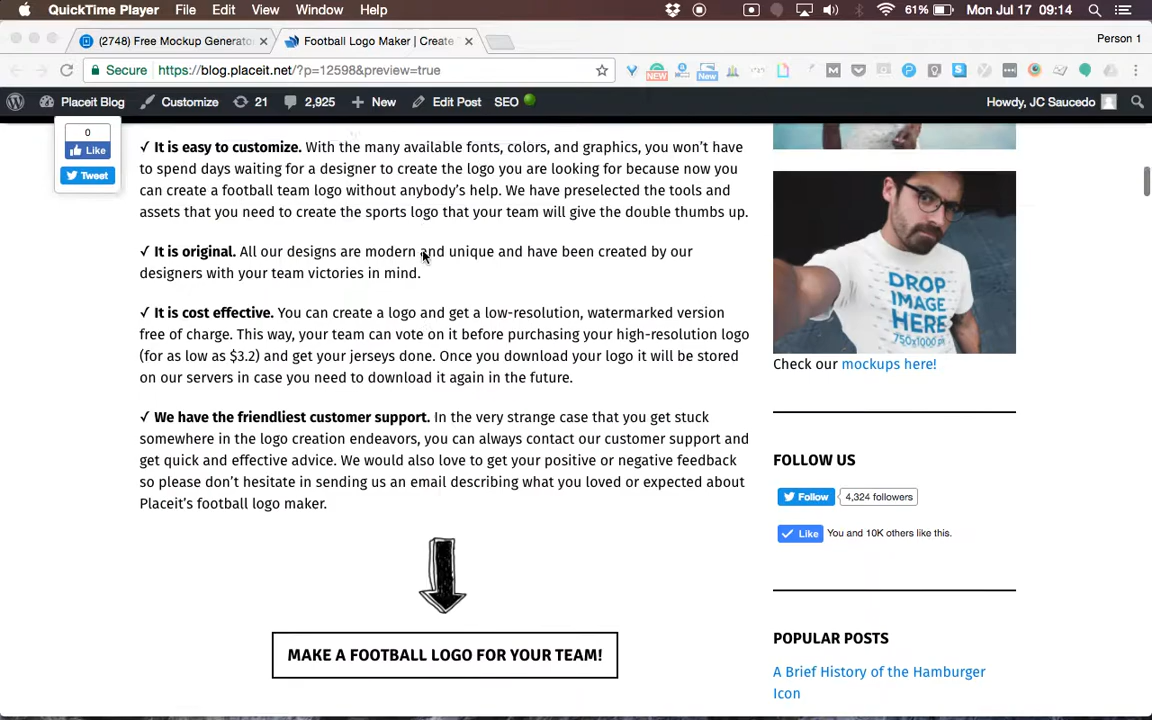 QuickTime Player File Edit View Window Help 61% Mon Jul 17 09:14
(2748) Free Mockup Generato Football Logo Maker | Create Person 1
Secure https://blog.placeit.net/?p=12598&preview=true
Placeit Blog Customize 21 2,925 New Edit Post SEO Howdy, JC Saucedo
0
Like
Tweet
✓ It is easy to customize. With the many available fonts, colors, and graphics, you won't have
to spend days waiting for a designer to create the logo you are looking for because now you
can create a football team logo without anybody's help. We have preselected the tools and
assets that you need to create the sports logo that your team will give the double thumbs up.
✓ It is original. All our designs are modern and unique and have been created by our
designers with your team victories in mind.
✓ It is cost effective. You can create a logo and get a low-resolution, watermarked version
free of charge. This way, your team can vote on it before purchasing your high-resolution logo
(for as low as $3.2) and get your jerseys done. Once you download your logo it will be stored
on our servers in case you need to download it again in the future.
✓ We have the friendliest customer support. In the very strange case that you get stuck
somewhere in the logo creation endeavors, you can always contact our customer support and
get quick and effective advice. We would also love to get your positive or negative feedback
so please don't hesitate in sending us an email describing what you loved or expected about
Placeit's football logo maker.
MAKE A FOOTBALL LOGO FOR YOUR TEAM!
DROP
IMAGE
HERE
750x1000 px
Check our mockups here!
FOLLOW US
Follow 4,324 followers
Like You and 10K others like this.
POPULAR POSTS
A Brief History of the Hamburger
Icon